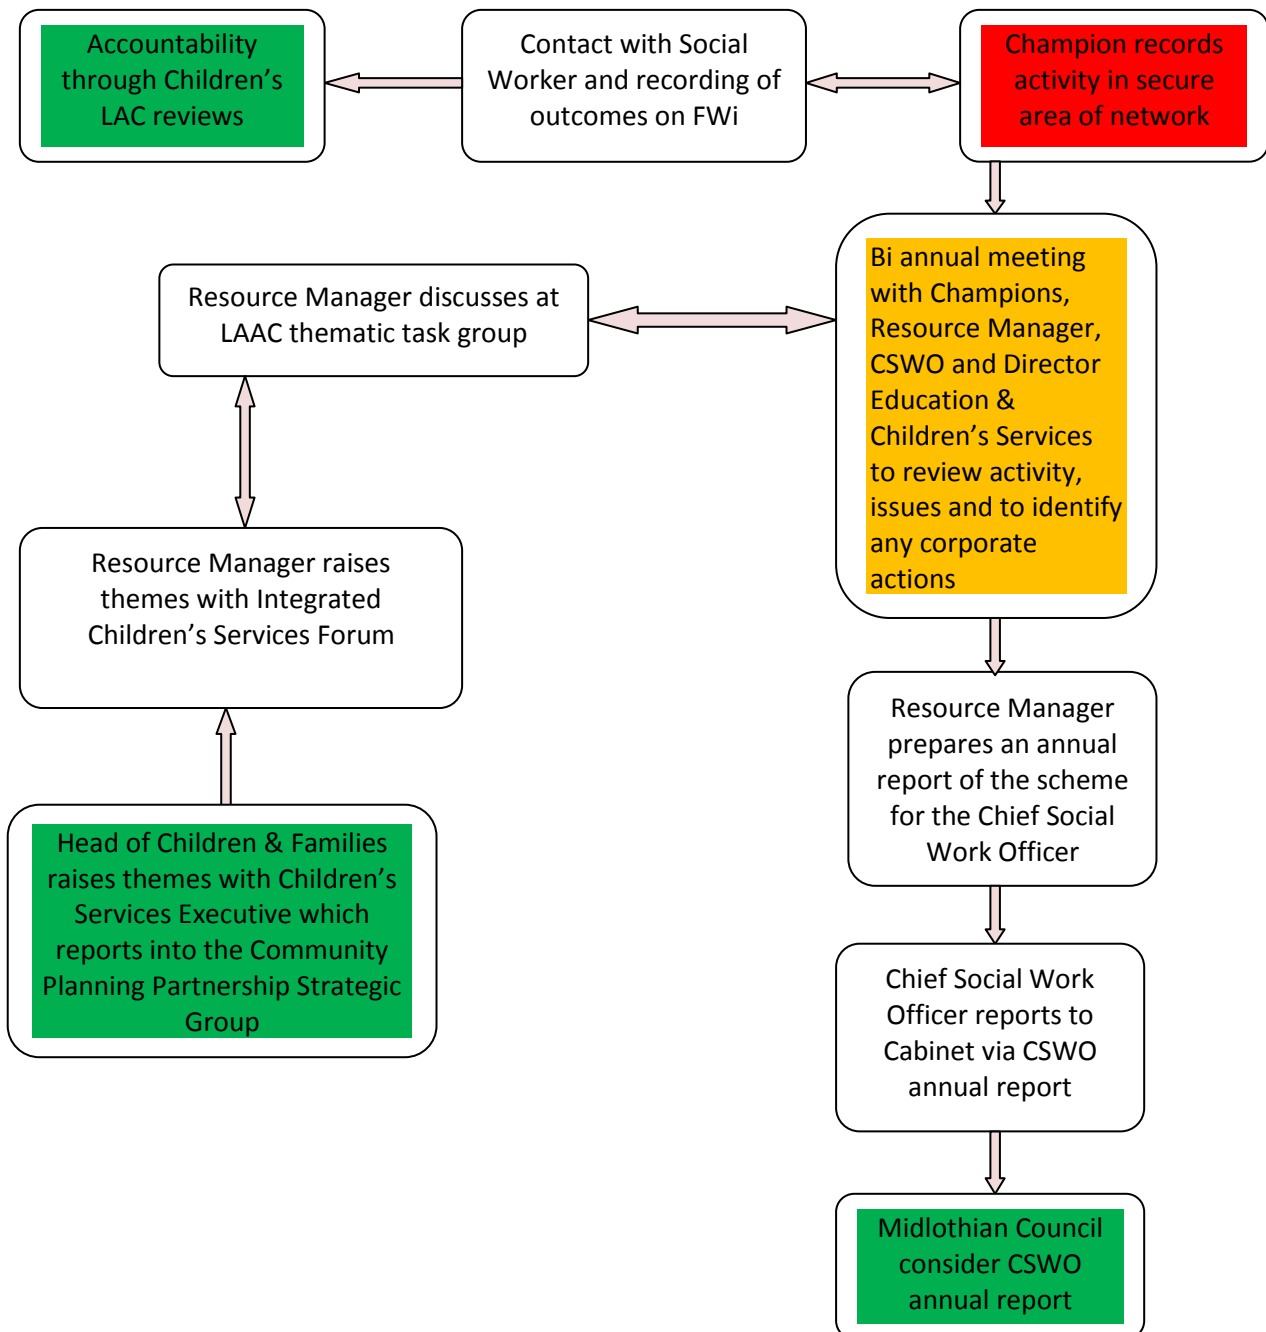 Accountability
through Children’s
LAC reviews
Contact with Social
Worker and recording of
outcomes on FWi
Champion records
activity in secure
area of network
Bi annual meeting
with Champions,
Resource Manager,
CSWO and Director
Education &
Children’s Services
to review activity,
issues and to identify
any corporate
actions
Resource Manager discusses at
LAAC thematic task group
Resource Manager raises
themes with Integrated
Children’s Services Forum
Head of Children & Families
raises themes with Children’s
Services Executive which
reports into the Community
Planning Partnership Strategic
Group
Resource Manager
prepares an annual
report of the scheme
for the Chief Social
Work Officer
Chief Social Work
Officer reports to
Cabinet via CSWO
annual report
Midlothian Council
consider CSWO
annual report